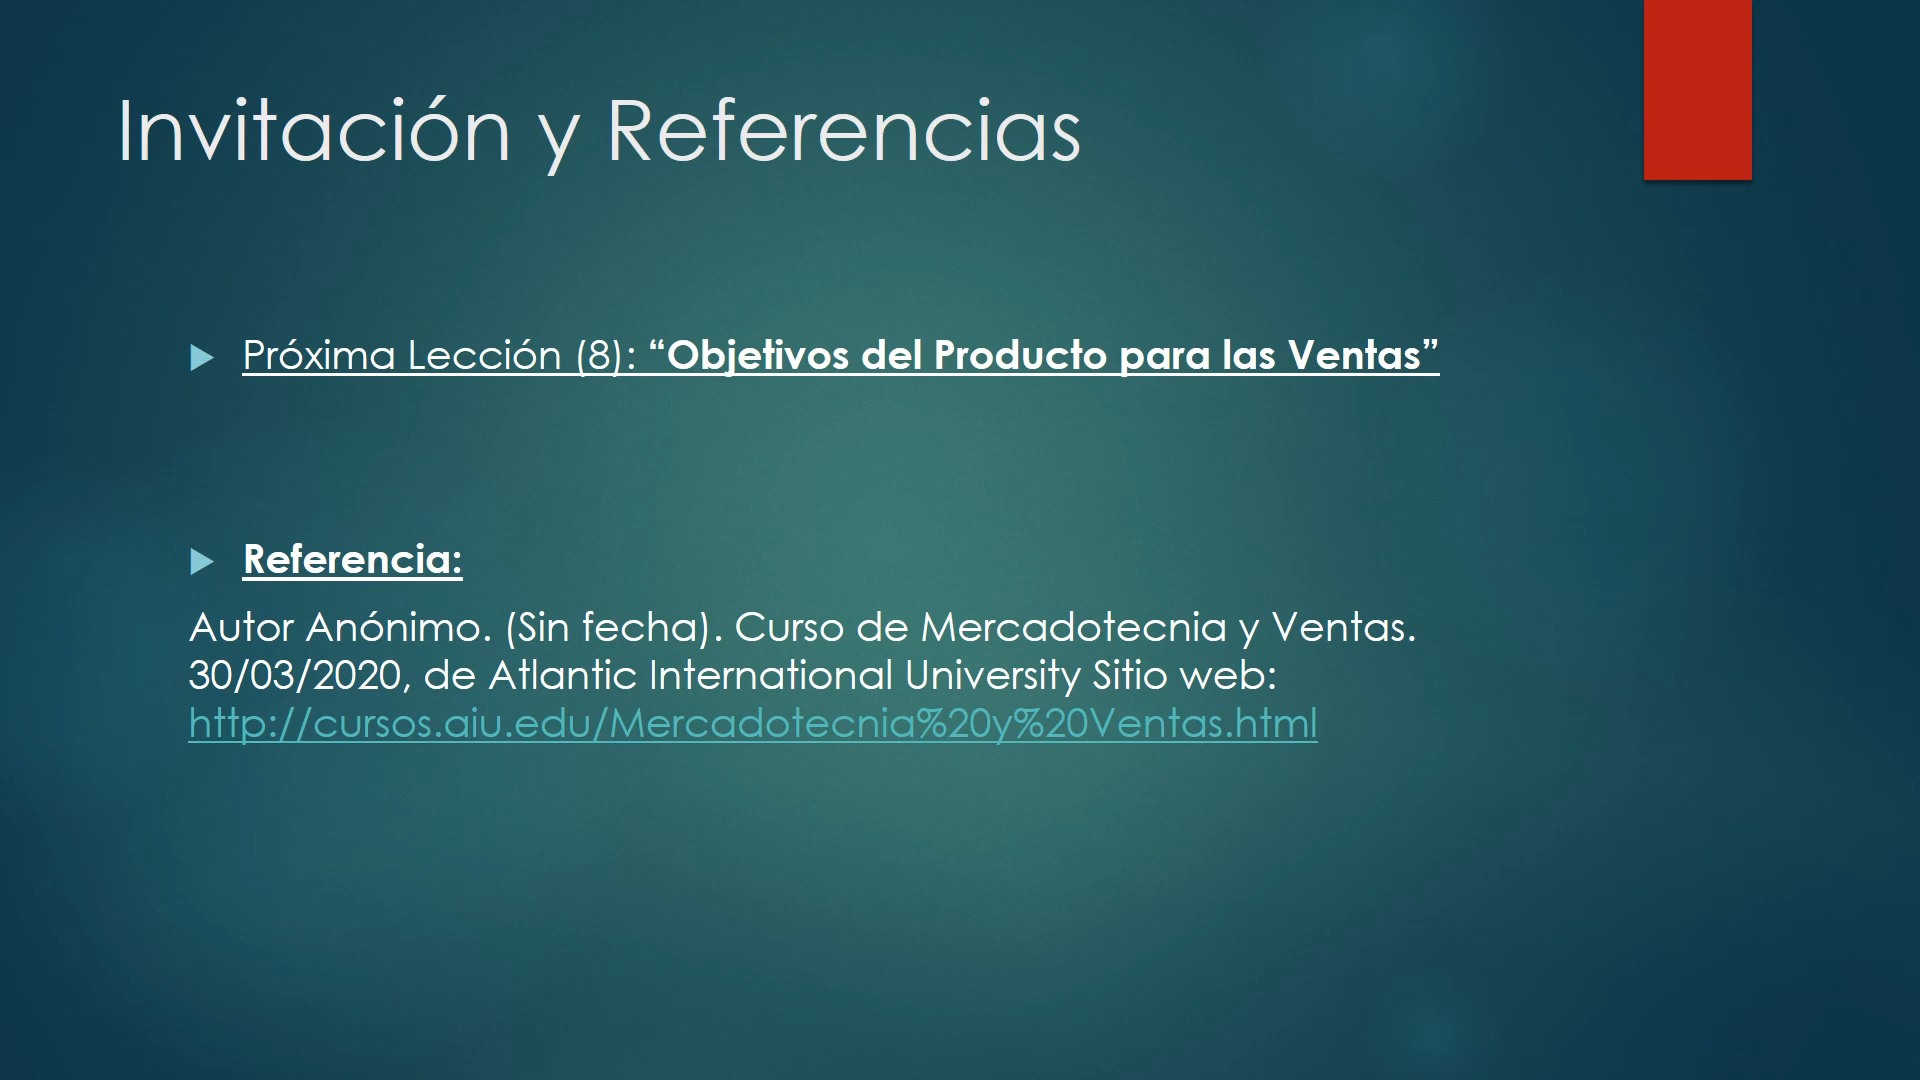 Invitación y Referencias
Próxima Lección (8): “Objetivos del Producto para las Ventas”
Referencia:
Autor Anónimo. (Sin fecha). Curso de Mercadotecnia y Ventas.
30/03/2020, de Atlantic International University Sitio web:
http://cursos.aiu.edu/Mercadotecnia%20y%20Ventas.html